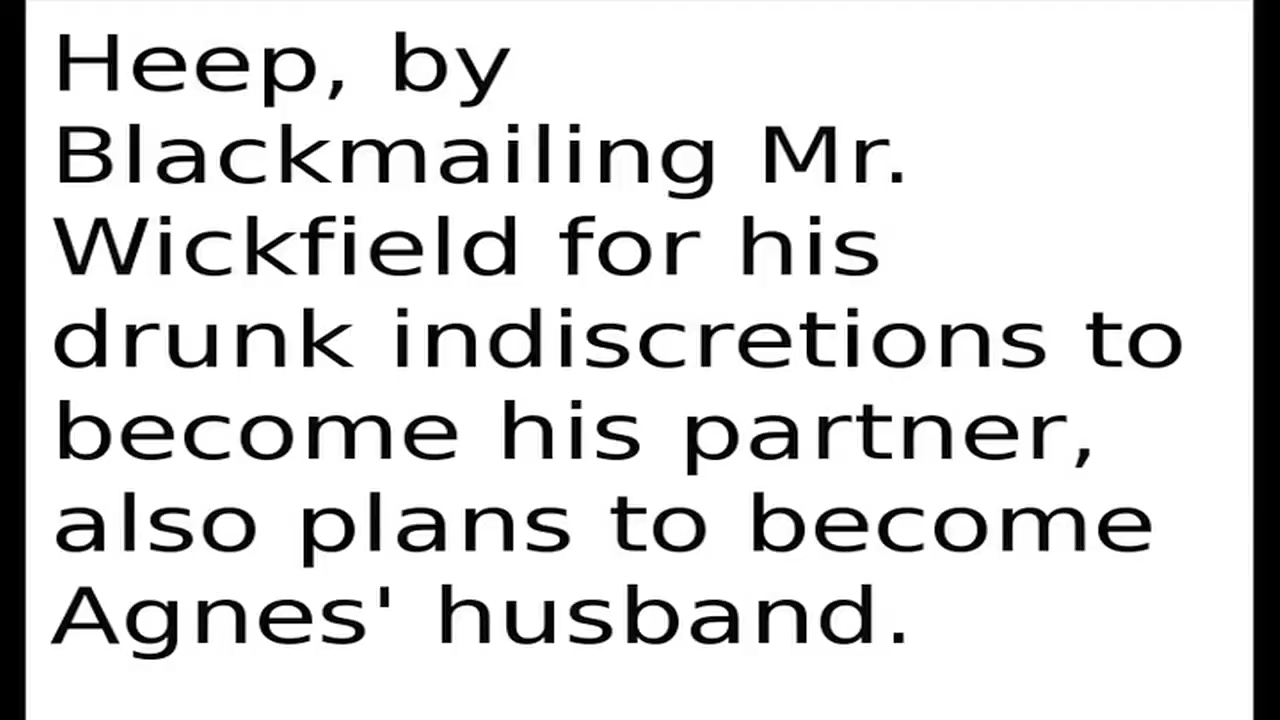 Heep, by
Blackmailing Mr.
Wickfield for his
drunk indiscretions to
become his partner,
also plans to become
Agnes' husband.